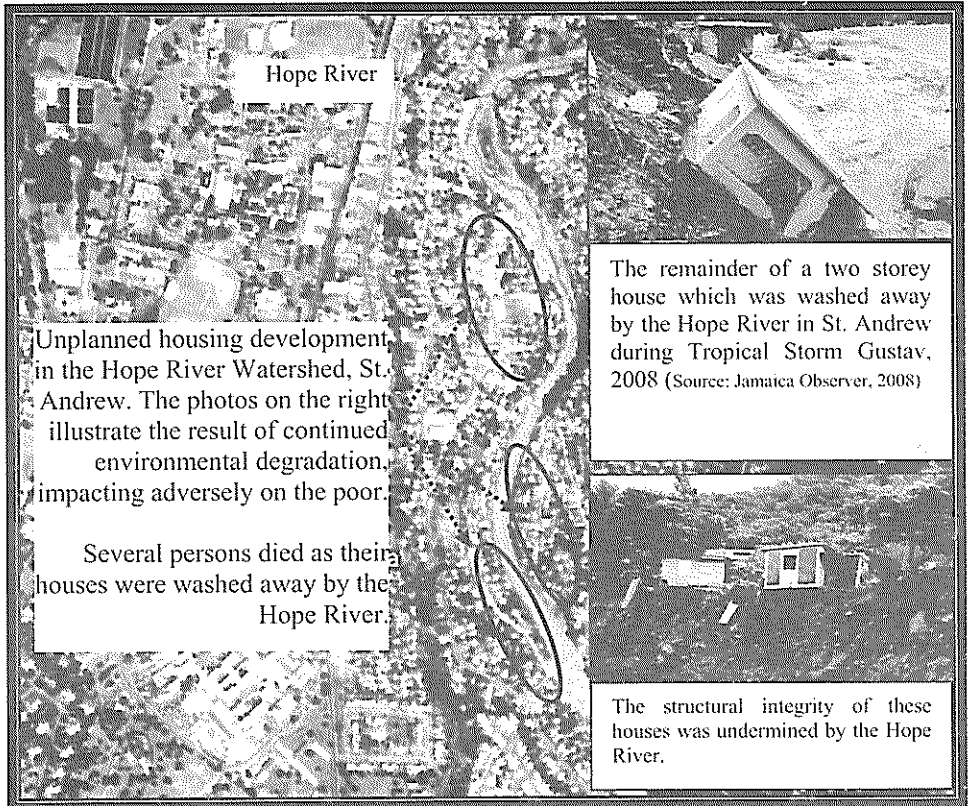 Hope River
Unplanned housing development
in the Hope River Watershed, St.
Andrew. The photos on the right
illustrate the result of continued
environmental degradation,
impacting adversely on the poor.
Several persons died as their
houses were washed away by the
Hope River.
The remainder of a two storey
house which was washed away
by the Hope River in St. Andrew
during Tropical Storm Gustav,
2008 (Source: Jamaica Observer, 2008)
The structural integrity of these
houses was undermined by the Hope
River.